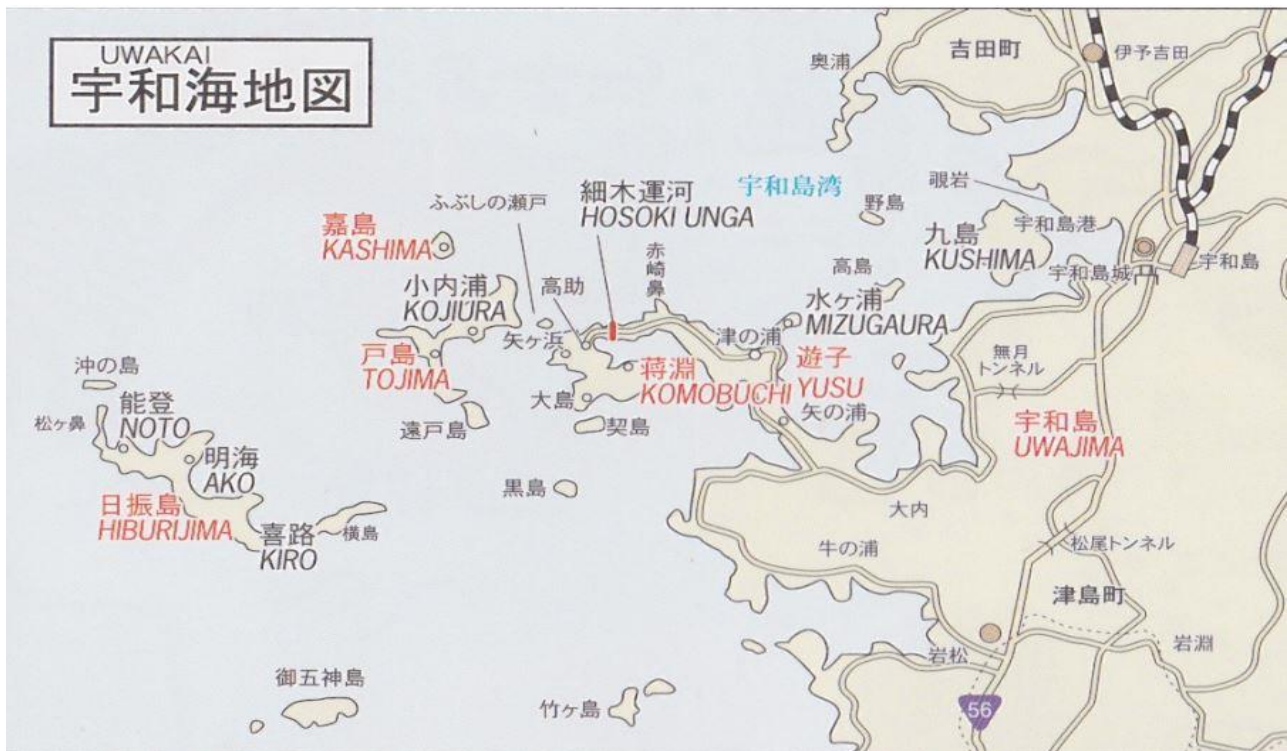 UWAKAI
宇和海地図
奥浦
吉田町
伊予吉田
ふぶしの瀬戸
細木運河
HOSOKI UNGA
宇和島湾
野島
覗岩
嘉島
KASHIMA
赤崎鼻
九島
KUSHIMA
宇和島港
小内浦
KOJIURA
高助
高島
水ヶ浦
MIZUGAURA
宇和島城
宇和島
戸島
TOJIMA
矢ヶ浜
津の浦
遊子
YUSU
無月
トンネル
沖の島
能登
NOTO
松ヶ鼻
遠戸島
大島
契島
蒋淵
KOMOBUCHI
矢の浦
宇和島
UWAJIMA
明海
AKO
日振島
HIBURIJIMA
喜路
KIRO
横島
黒島
大内
牛の浦
松尾トンネル
津島町
岩松
岩淵
御五神島
竹ヶ島
56